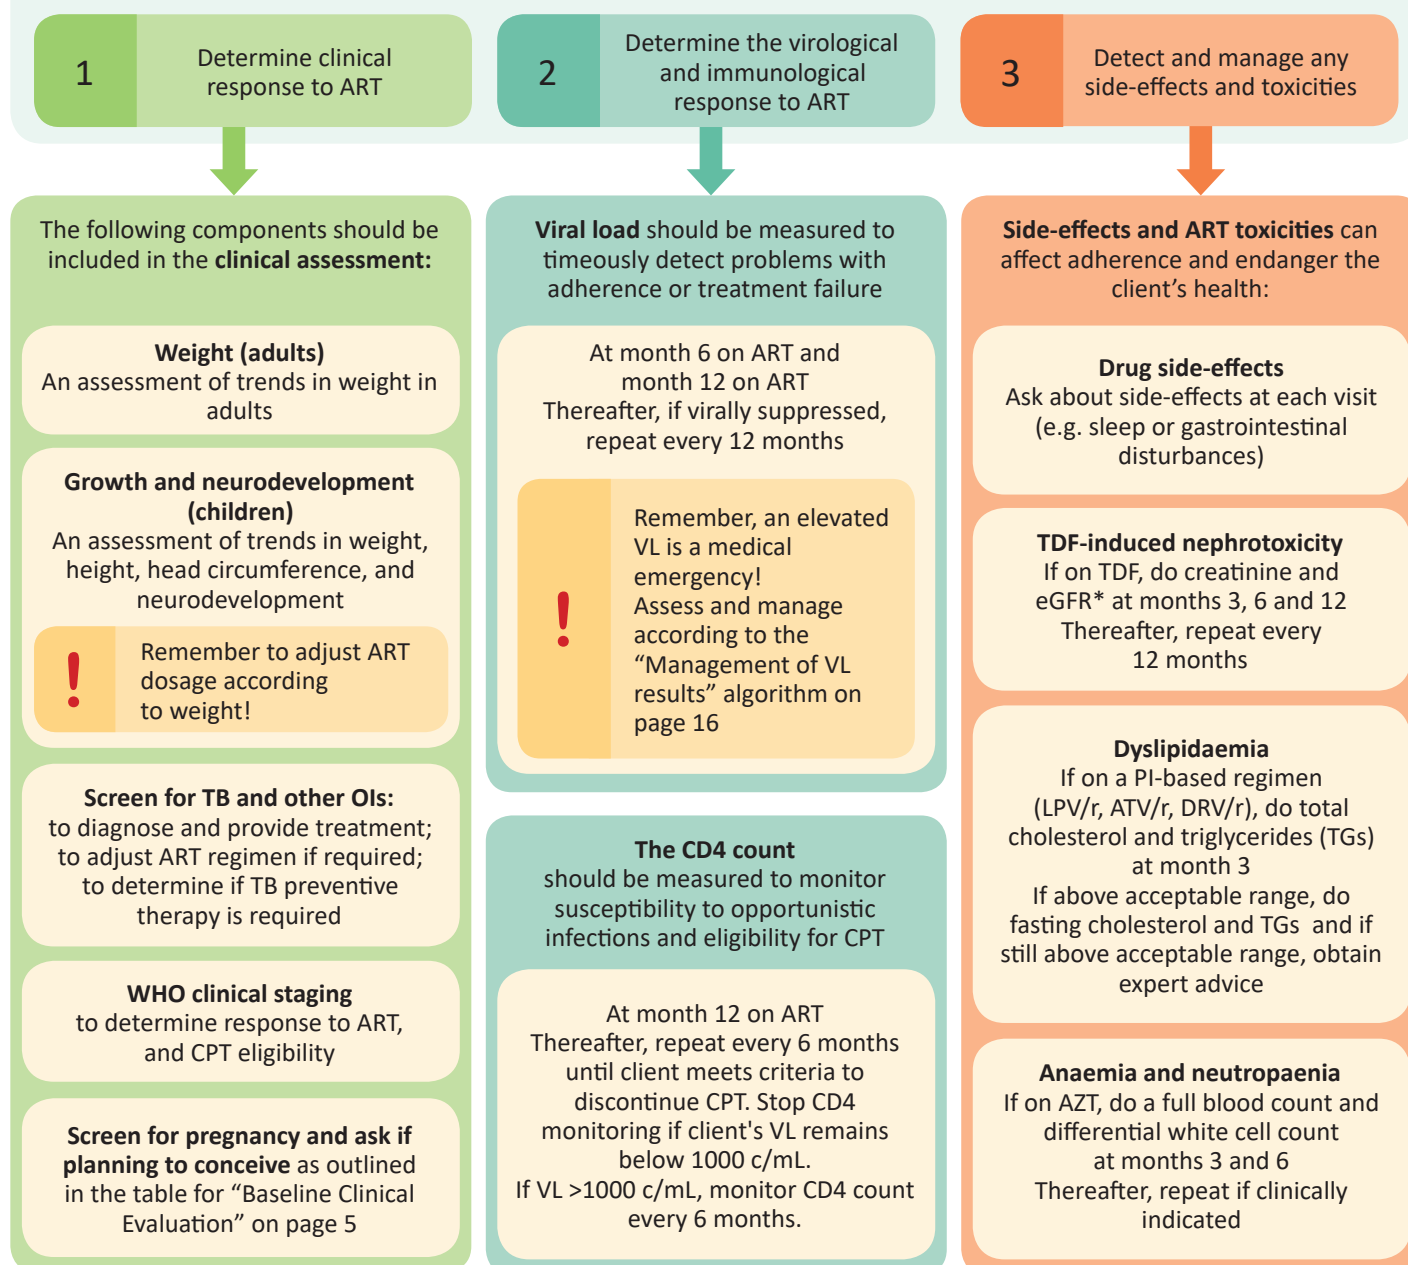 1
Determine clinical
response to ART
2
Determine the virological
and immunological
response to ART
3
Detect and manage any
side-effects and toxicities
The following components should be
included in the clinical assessment:
Weight (adults)
An assessment of trends in weight in
adults
Growth and neurodevelopment
(children)
An assessment of trends in weight,
height, head circumference, and
neurodevelopment
!
Remember to adjust ART
dosage according
to weight!
Screen for TB and other OIs:
to diagnose and provide treatment;
to adjust ART regimen if required;
to determine if TB preventive
therapy is required
WHO clinical staging
to determine response to ART,
and CPT eligibility
Screen for pregnancy and ask if
planning to conceive as outlined
in the table for “Baseline Clinical
Evaluation” on page 5
Viral load should be measured to
timeously detect problems with
adherence or treatment failure
At month 6 on ART and
month 12 on ART
Thereafter, if virally suppressed,
repeat every 12 months
!
Remember, an elevated
VL is a medical
emergency!
Assess and manage
according to the
“Management of VL
results” algorithm on
page 16
The CD4 count
should be measured to monitor
susceptibility to opportunistic
infections and eligibility for CPT
At month 12 on ART
Thereafter, repeat every 6 months
until client meets criteria to
discontinue CPT. Stop CD4
monitoring if client's VL remains
below 1000 c/mL.
If VL >1000 c/mL, monitor CD4 count
every 6 months.
Side-effects and ART toxicities can
affect adherence and endanger the
client’s health:
Drug side-effects
Ask about side-effects at each visit
(e.g. sleep or gastrointestinal
disturbances)
TDF-induced nephrotoxicity
If on TDF, do creatinine and
eGFR* at months 3, 6 and 12
Thereafter, repeat every
12 months
Dyslipidaemia
If on a PI-based regimen
(LPV/r, ATV/r, DRV/r), do total
cholesterol and triglycerides (TGs)
at month 3
If above acceptable range, do
fasting cholesterol and TGs and if
still above acceptable range, obtain
expert advice
Anaemia and neutropaenia
If on AZT, do a full blood count and
differential white cell count
at months 3 and 6
Thereafter, repeat if clinically
indicated